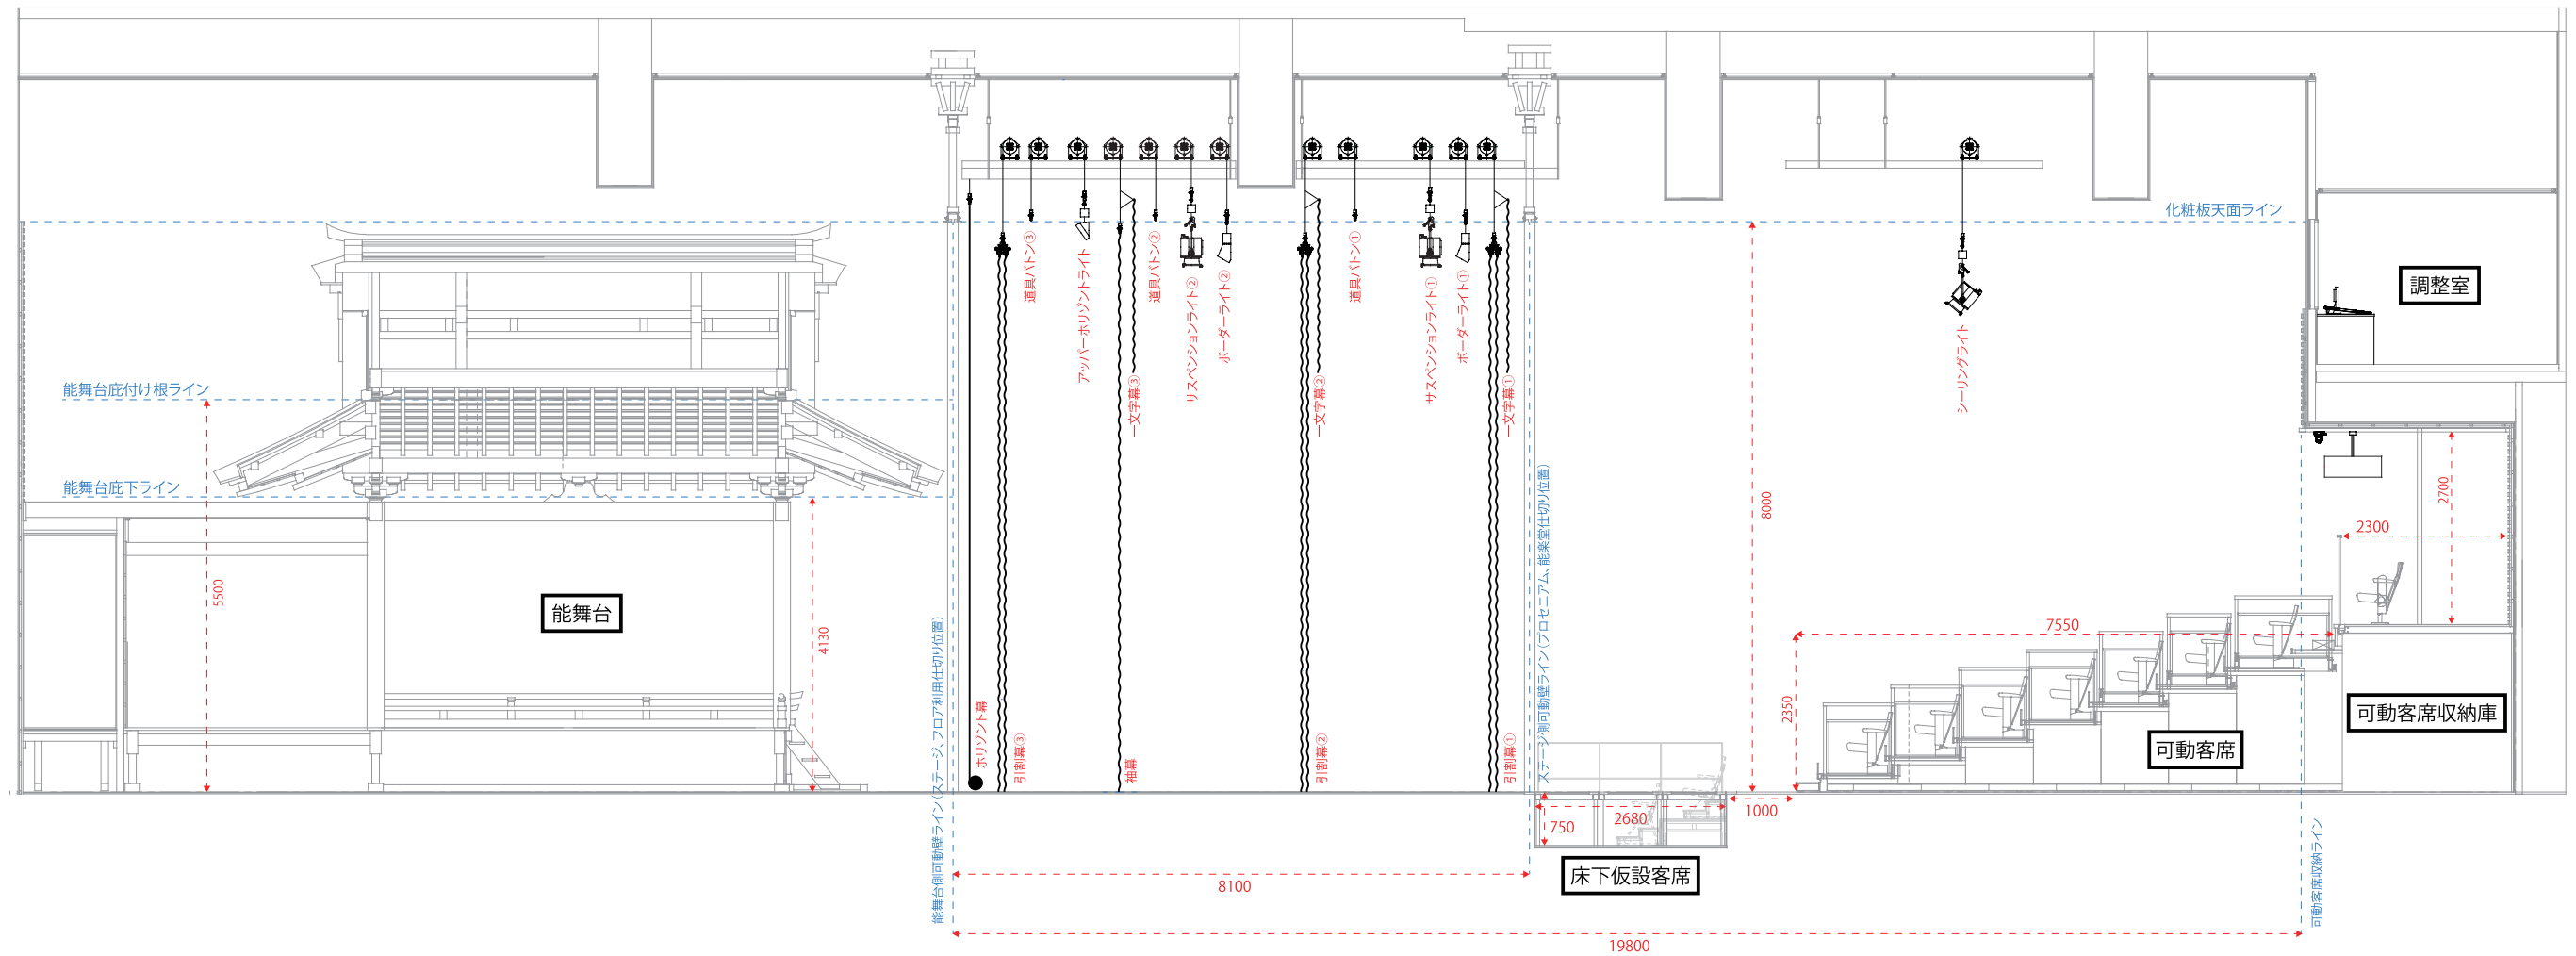 化粧板天面ライン
調整室
道具バトン③
アッパーホリゾントライト
道具バトン②
サスペンションライト②
ボーダーライト②
道具バトン①
サスペンションライト①
ボーダーライト①
シーリングライト
一文字幕③
一文字幕②
一文字幕①
能舞台庇付け根ライン
能舞台庇下ライン
5500
能舞台
4130
能舞台側可動壁ライン（ステージ、フロア利用仕切り位置）
ホリゾント幕
引割幕③
袖幕
引割幕②
引割幕①
ステージ側可動壁ライン（プロセニアム、能楽堂仕切り位置）
8000
2700
2300
7550
2350
可動客席収納庫
可動客席
1000
2680
750
床下仮設客席
可動客席収納ライン
8100
19800